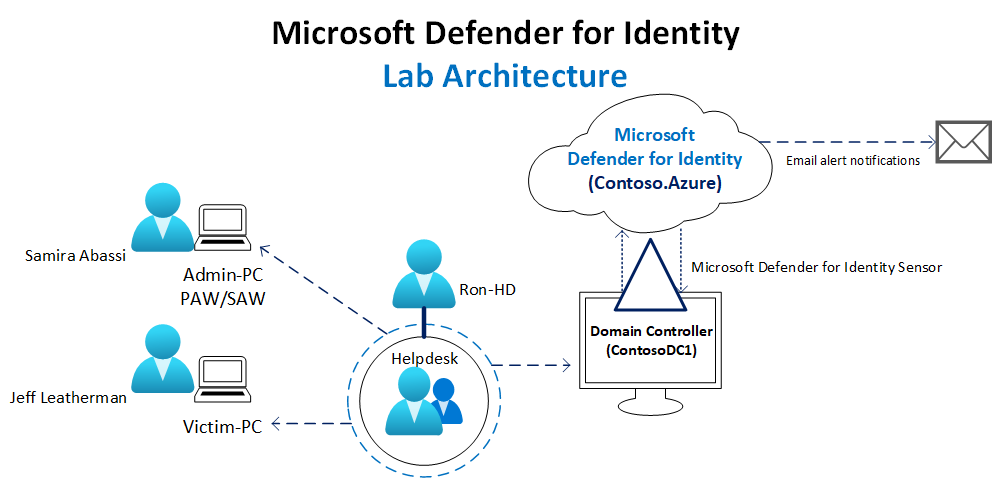 Microsoft Defender for Identity
Lab Architecture
Microsoft
Defender for Identity
(Contoso.Azure)
Email alert notifications
Samira Abassi
Admin-PC
PAW/SAW
Ron-HD
Microsoft Defender for Identity Sensor
Domain Controller
(ContosoDC1)
Helpdesk
Jeff Leatherman
Victim-PC